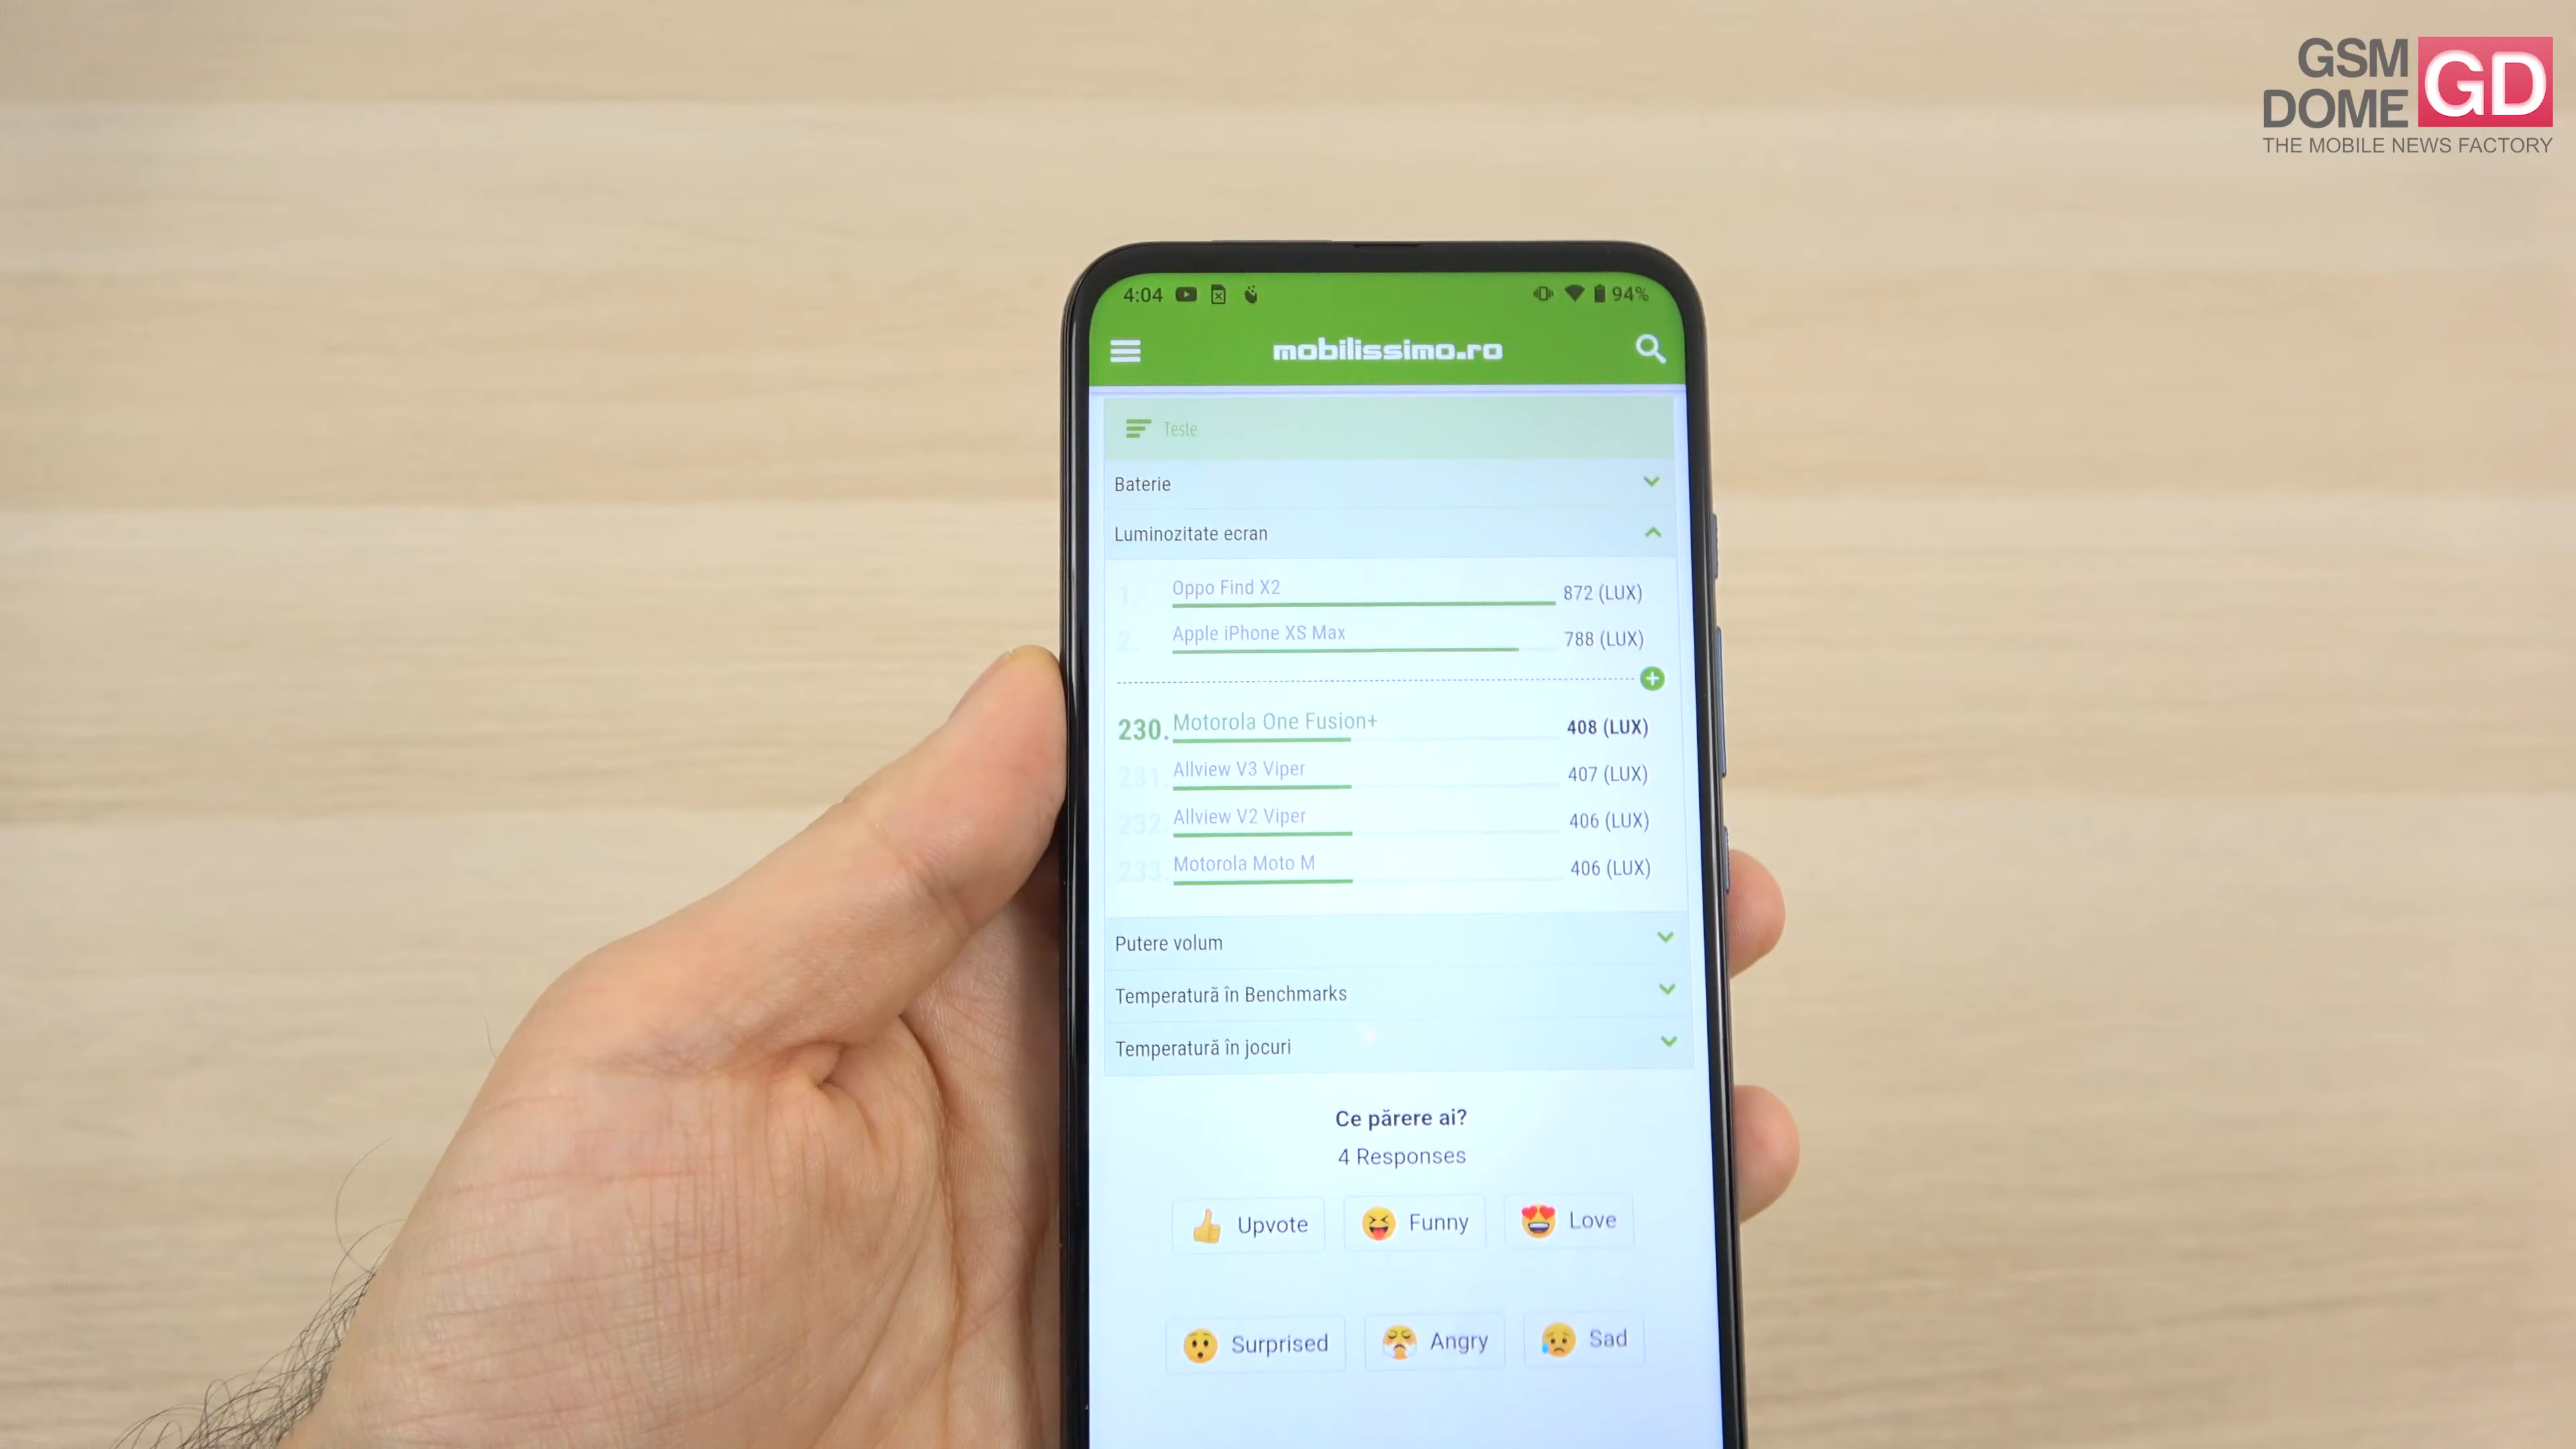 GSM
DOME
GD
THE MOBILE NEWS FACTORY
4:04
94%
mobilissimo.ro
Teste
Baterie
Luminozitate ecran
1. Oppo Find X2 872 (LUX)
2. Apple iPhone XS Max 788 (LUX)
230. Motorola One Fusion+ 408 (LUX)
231. Allview V3 Viper 407 (LUX)
232. Allview V2 Viper 406 (LUX)
233. Motorola Moto M 406 (LUX)
Putere volum
Temperatură în Benchmarks
Temperatură în jocuri
Ce părere ai?
4 Responses
Upvote Funny Love
Surprised Angry Sad